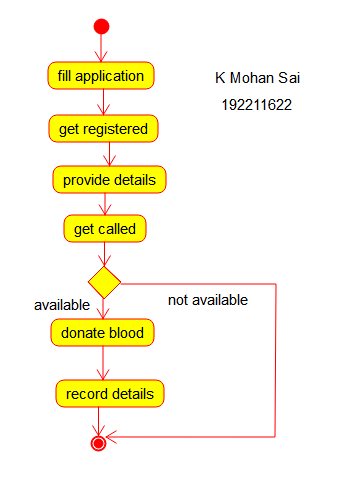 fill application
K Mohan Sai
192211622
get registered
provide details
get called
available
not available
donate blood
record details